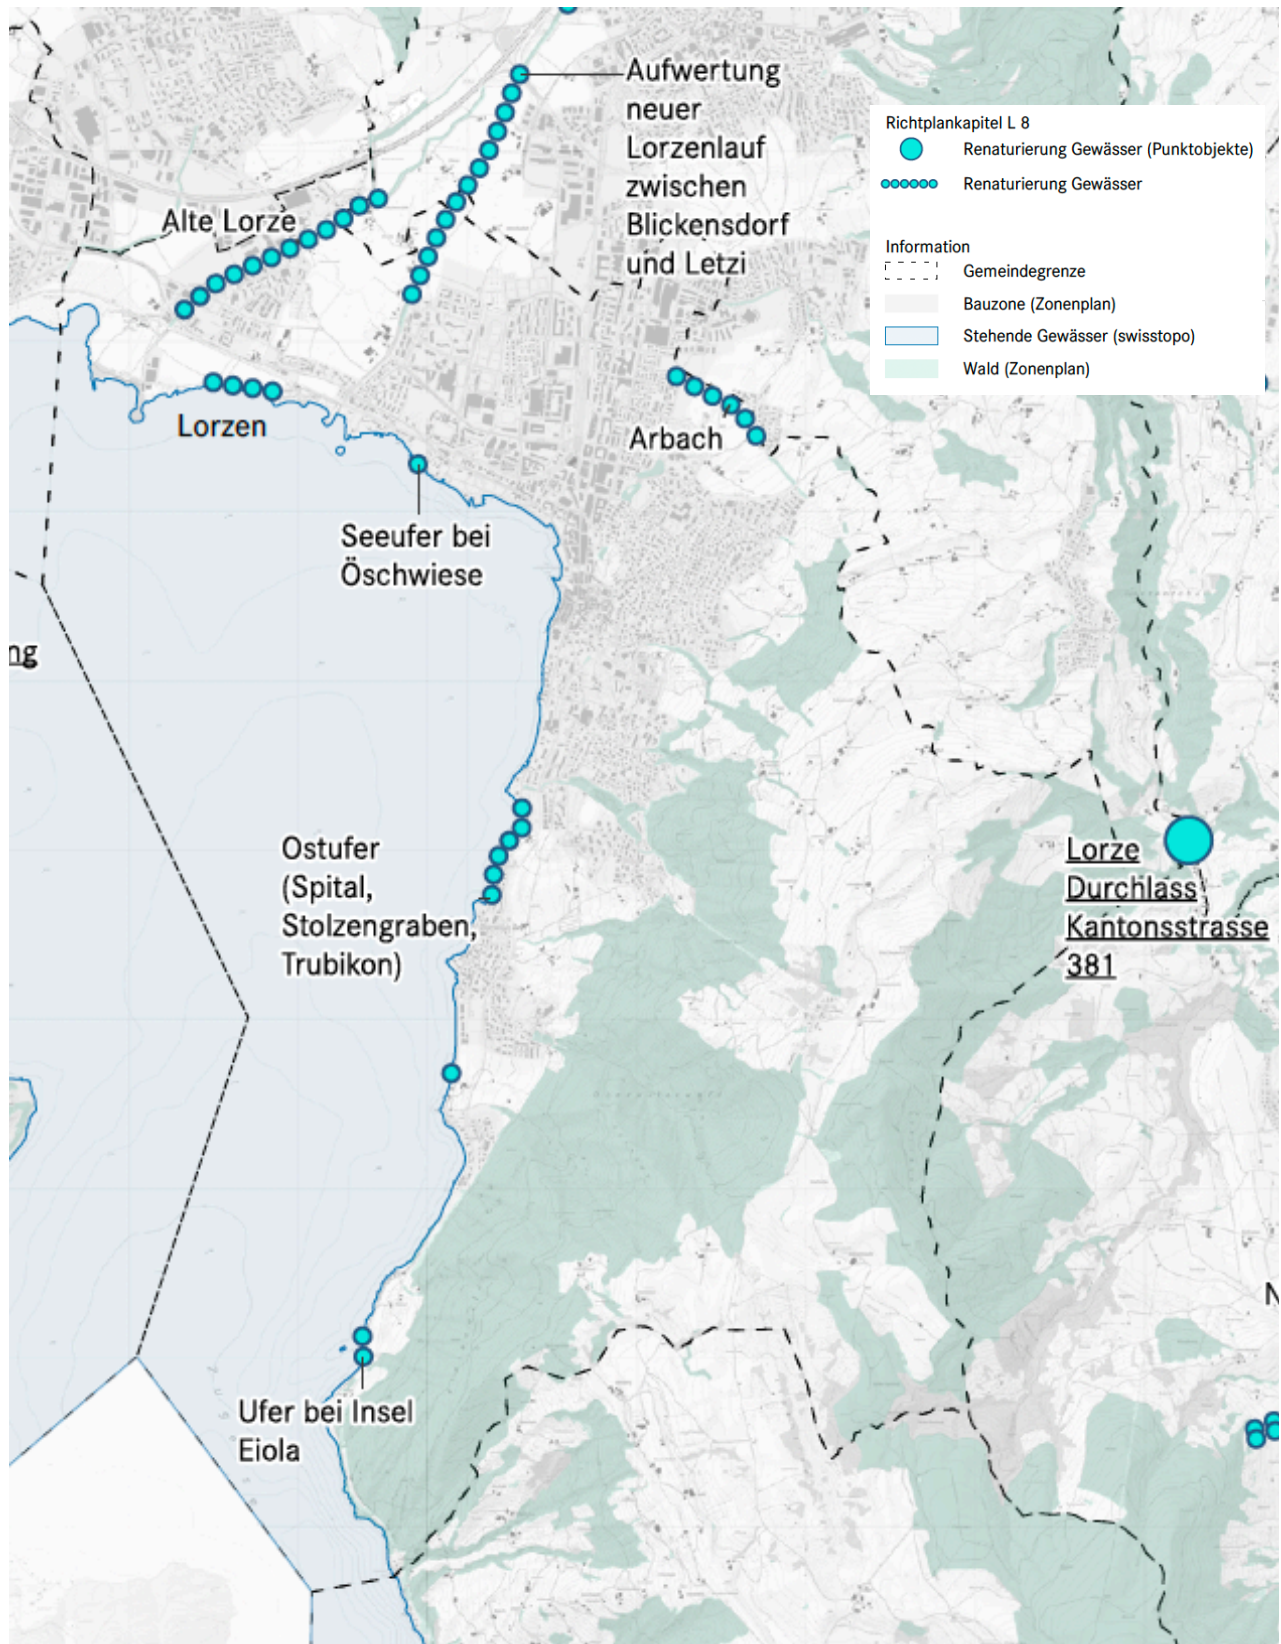 Aufwertung
neuer
Lorzenlauf
zwischen
Blickensdorf
und Letzi
Richtplankapitel L 8
Renaturierung Gewässer (Punktobjekte)
Renaturierung Gewässer
Information
Gemeindegrenze
Bauzone (Zonenplan)
Stehende Gewässer (swisstopo)
Wald (Zonenplan)
Alte Lorze
Lorzen
Arbach
Seeufer bei
Öschwiese
ng
Ostufer
(Spital,
Stolzengraben,
Trubikon)
Lorze
Durchlass
Kantonsstrasse
381
N
Ufer bei Insel
Eiola